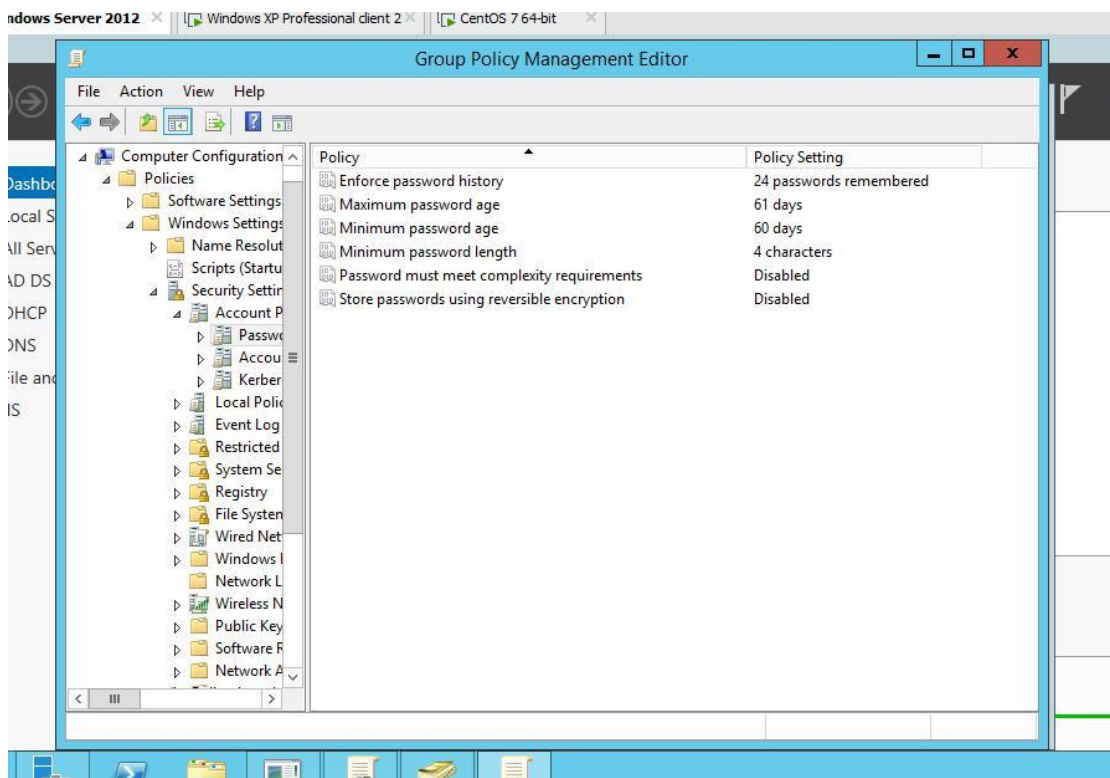 ndows Server 2012
Windows XP Professional client 2
CentOS 7 64-bit
Group Policy Management Editor
File Action View Help
Computer Configuration
Policies
Software Settings
Windows Settings
Name Resolut
Scripts (Startu
Security Settin
Account P
Passwo
Accou
Kerber
Local Polic
Event Log
Restricted
System Se
Registry
File System
Wired Net
Windows
Network L
Wireless N
Public Key
Software R
Network A
Policy Policy Setting
Enforce password history 24 passwords remembered
Maximum password age 61 days
Minimum password age 60 days
Minimum password length 4 characters
Password must meet complexity requirements Disabled
Store passwords using reversible encryption Disabled
Dashbo
ocal S
All Serv
AD DS
DHCP
DNS
File and
IS